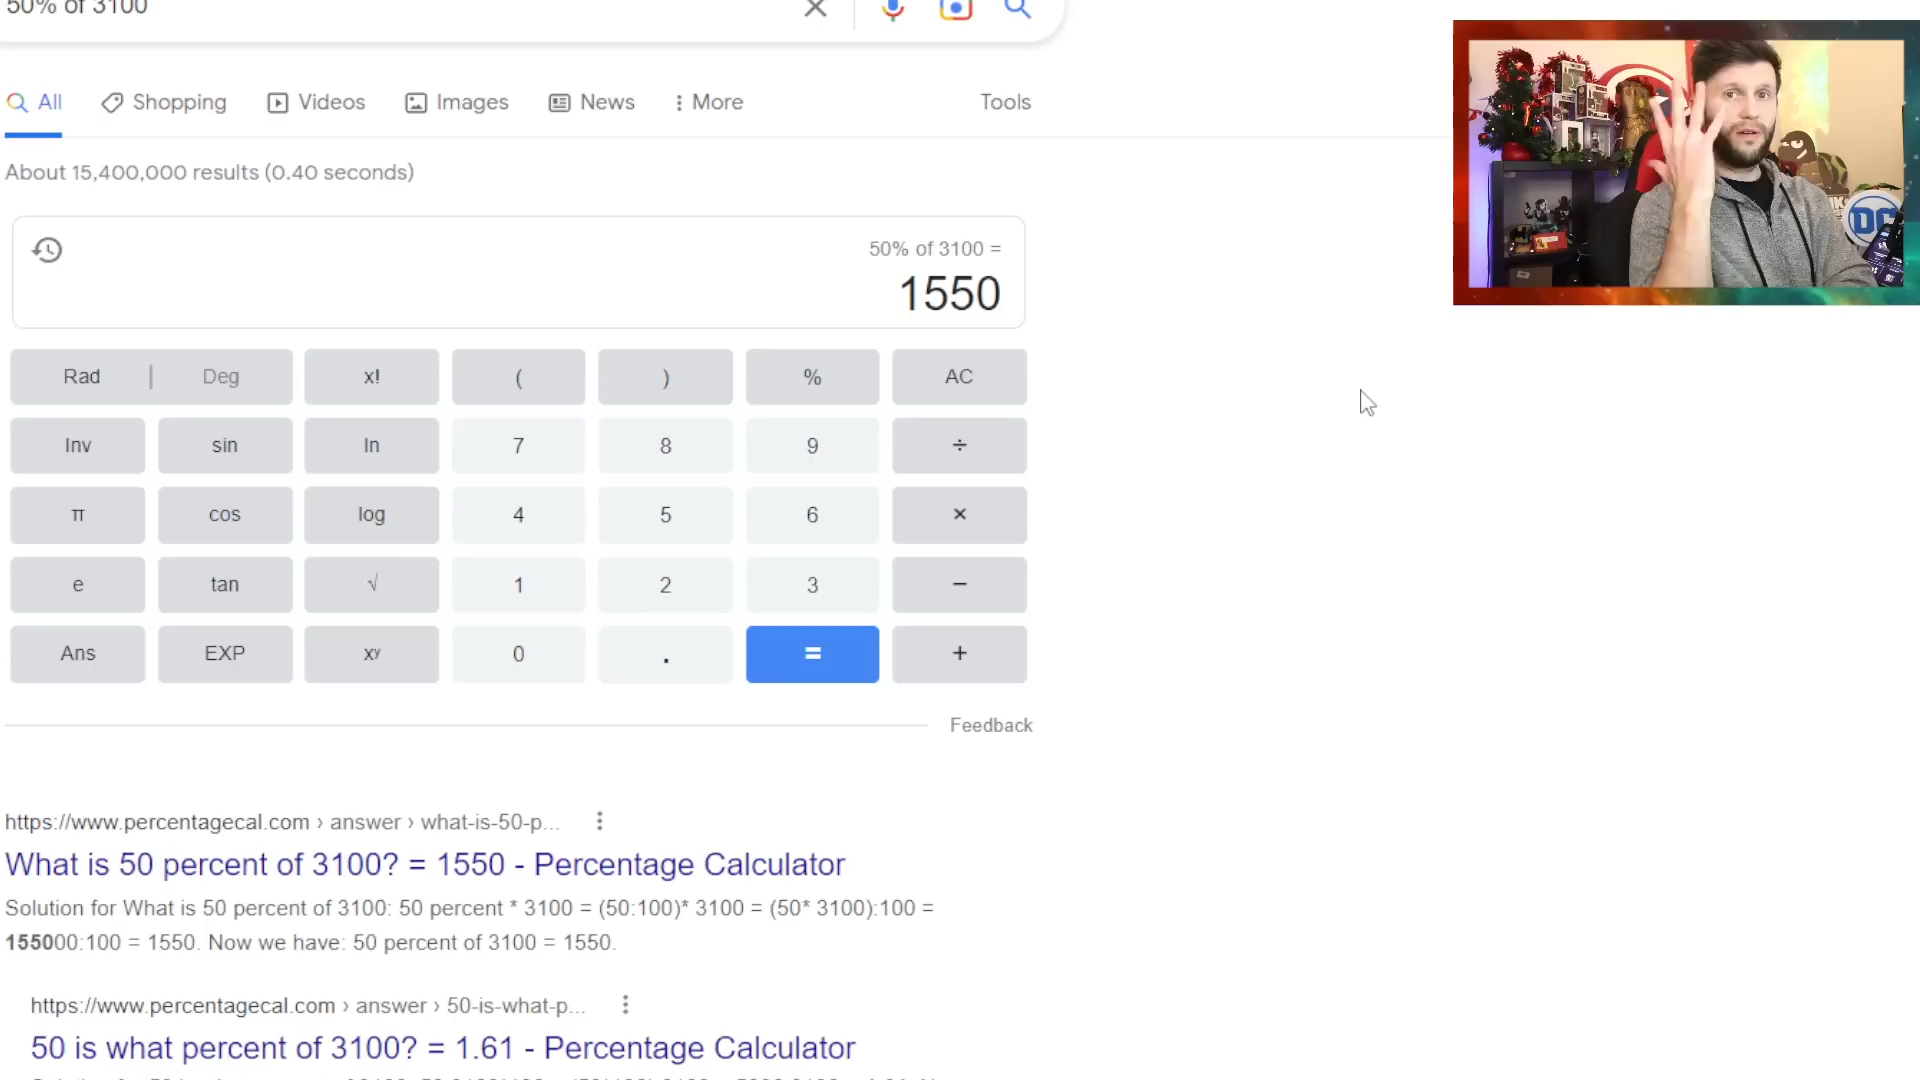 50% of 3100
All
Shopping
Videos
Images
News
More
Tools
About 15,400,000 results (0.40 seconds)
50% of 3100 =
1550
Rad | Deg x! ( ) % AC
Inv sin ln 7 8 9 ÷
π cos log 4 5 6 ×
e tan √ 1 2 3 −
Ans EXP xʸ 0 . = +
Feedback
https://www.percentagecal.com › answer › what-is-50-p...
What is 50 percent of 3100? = 1550 - Percentage Calculator
Solution for What is 50 percent of 3100: 50 percent * 3100 = (50:100)* 3100 = (50* 3100):100 =
155000:100 = 1550. Now we have: 50 percent of 3100 = 1550.
https://www.percentagecal.com › answer › 50-is-what-p...
50 is what percent of 3100? = 1.61 - Percentage Calculator
DC